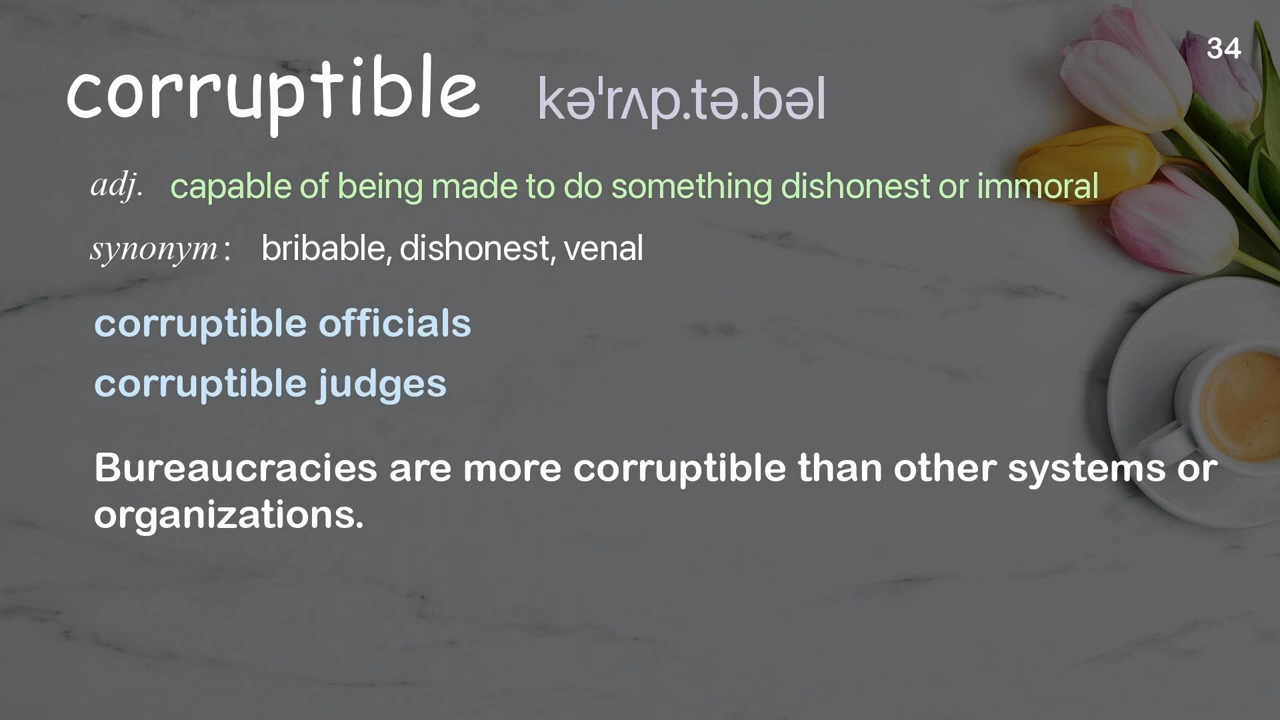 34
corruptible kəˈrʌp.tə.bəl
adj. capable of being made to do something dishonest or immoral
synonym : bribable, dishonest, venal
corruptible officials
corruptible judges
Bureaucracies are more corruptible than other systems or
organizations.